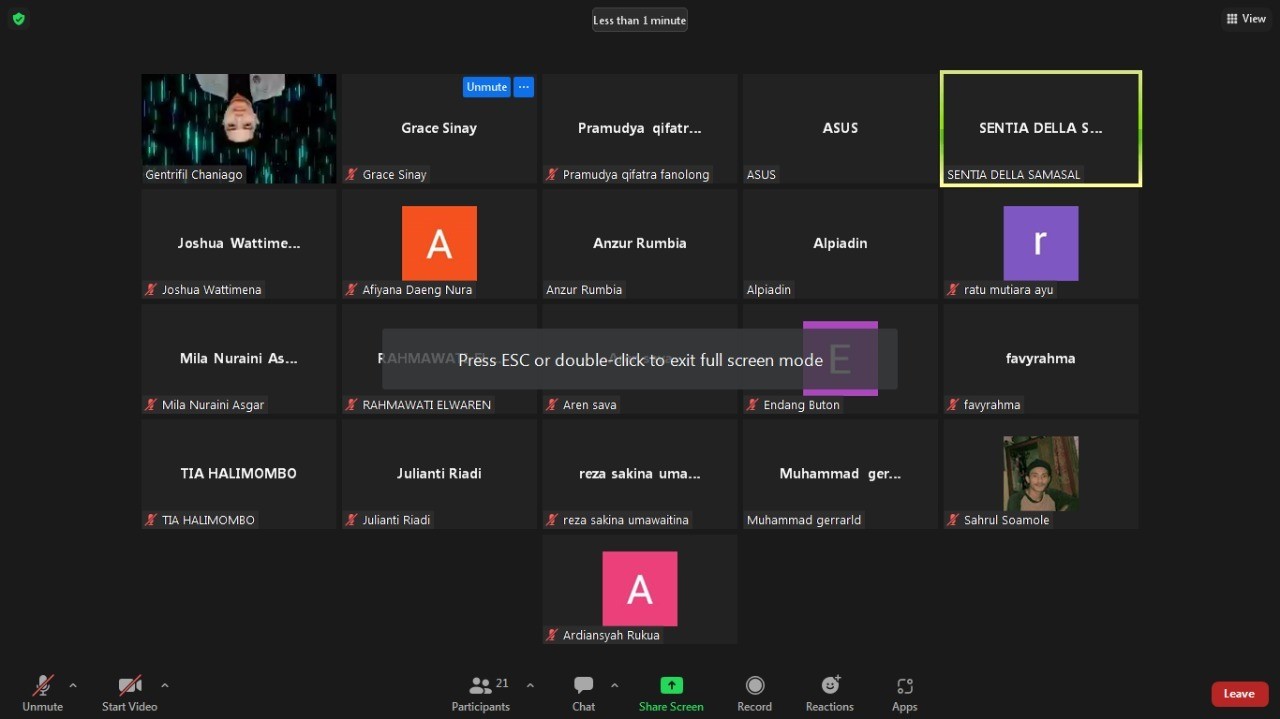 Less than 1 minute
View
Gentrifil Chaniago
Unmute ...
Grace Sinay
Grace Sinay
Pramudya qifatr...
Pramudya qifatra fanolong
ASUS
ASUS
SENTIA DELLA S...
SENTIA DELLA SAMASAL
Joshua Wattime...
Joshua Wattimena
A
Afiyana Daeng Nura
Anzur Rumbia
Anzur Rumbia
Alpiadin
Alpiadin
r
ratu mutiara ayu
Mila Nuraini As...
Mila Nuraini Asgar
RAHMAWATI ELWAREN
Aren sava
E
Endang Buton
favyrahma
favyrahma
Press ESC or double-click to exit full screen mode
TIA HALIMOMBO
TIA HALIMOMBO
Julianti Riadi
Julianti Riadi
reza sakina uma...
reza sakina umawaitina
Muhammad ger...
Muhammad gerrarld
Sahrul Soamole
A
Ardiansyah Rukua
Unmute
Start Video
21
Participants
Chat
Share Screen
Record
Reactions
Apps
Leave